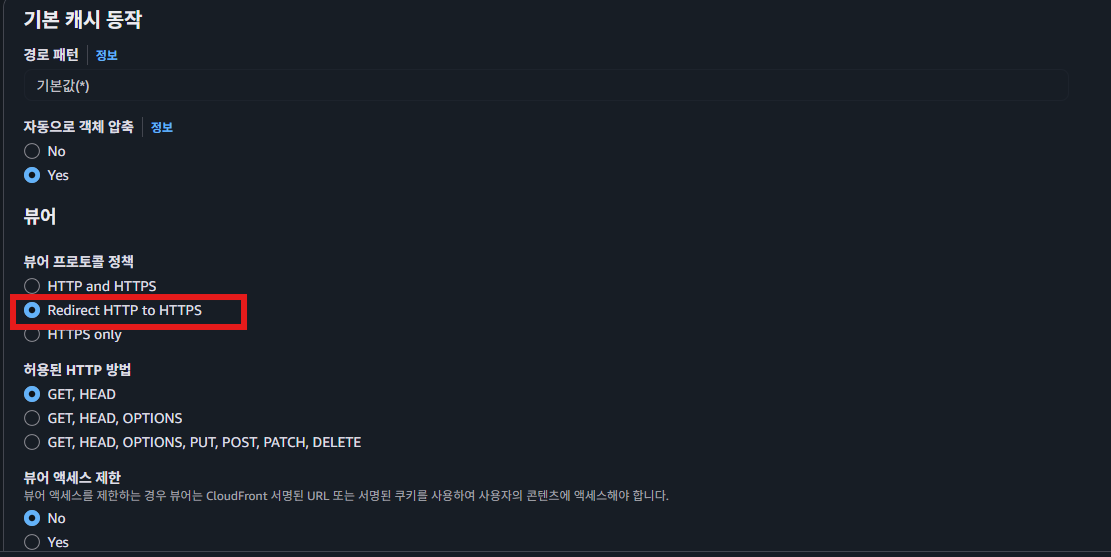 기본 캐시 동작
경로 패턴 정보
기본값(*)
자동으로 객체 압축 정보
No
Yes
뷰어
뷰어 프로토콜 정책
HTTP and HTTPS
Redirect HTTP to HTTPS
HTTPS only
허용된 HTTP 방법
GET, HEAD
GET, HEAD, OPTIONS
GET, HEAD, OPTIONS, PUT, POST, PATCH, DELETE
뷰어 액세스 제한
뷰어 액세스를 제한하는 경우 뷰어는 CloudFront 서명된 URL 또는 서명된 쿠키를 사용하여 사용자의 콘텐츠에 액세스해야 합니다.
No
Yes